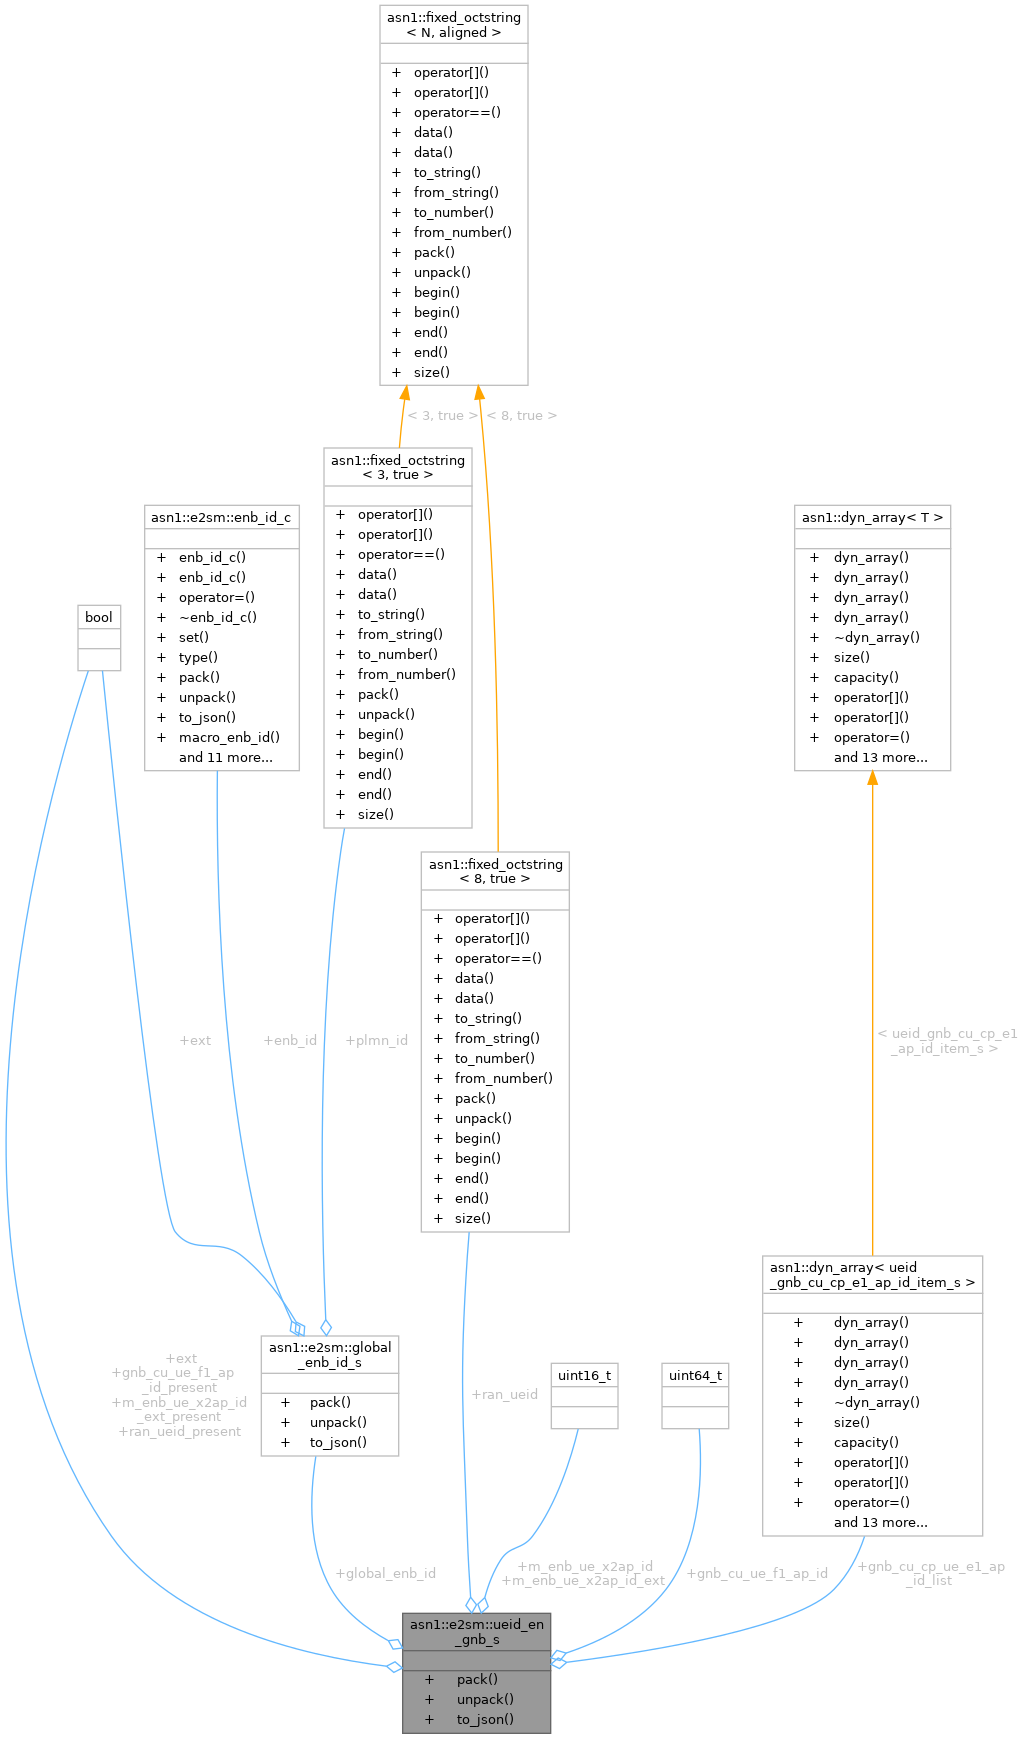 asn1::fixed_octstring
< N, aligned >
+ operator[]()
+ operator[]()
+ operator==()
+ data()
+ data()
+ to_string()
+ from_string()
+ to_number()
+ from_number()
+ pack()
+ unpack()
+ begin()
+ begin()
+ end()
+ end()
+ size()
< 3, true >
< 8, true >
asn1::fixed_octstring
< 3, true >
+ operator[]()
+ operator[]()
+ operator==()
+ data()
+ data()
+ to_string()
+ from_string()
+ to_number()
+ from_number()
+ pack()
+ unpack()
+ begin()
+ begin()
+ end()
+ end()
+ size()
asn1::e2sm::enb_id_c
+ enb_id_c()
+ enb_id_c()
+ operator=()
+ ~enb_id_c()
+ set()
+ type()
+ pack()
+ unpack()
+ to_json()
+ macro_enb_id()
and 11 more...
asn1::dyn_array< T >
+ dyn_array()
+ dyn_array()
+ dyn_array()
+ dyn_array()
+ ~dyn_array()
+ size()
+ capacity()
+ operator[]()
+ operator[]()
+ operator=()
and 13 more...
bool
asn1::fixed_octstring
< 8, true >
+ operator[]()
+ operator[]()
+ operator==()
+ data()
+ data()
+ to_string()
+ from_string()
+ to_number()
+ from_number()
+ pack()
+ unpack()
+ begin()
+ begin()
+ end()
+ end()
+ size()
+ext
+enb_id
+plmn_id
< ueid_gnb_cu_cp_e1
_ap_id_item_s >
asn1::dyn_array< ueid
_gnb_cu_cp_e1_ap_id_item_s >
+ dyn_array()
+ dyn_array()
+ dyn_array()
+ dyn_array()
+ ~dyn_array()
+ size()
+ capacity()
+ operator[]()
+ operator[]()
+ operator=()
and 13 more...
asn1::e2sm::global
_enb_id_s
+ pack()
+ unpack()
+ to_json()
+ext
+gnb_cu_ue_f1_ap
_id_present
+m_enb_ue_x2ap_id
_ext_present
+ran_ueid_present
+ran_ueid
uint16_t
uint64_t
+global_enb_id
+m_enb_ue_x2ap_id
+m_enb_ue_x2ap_id_ext
+gnb_cu_ue_f1_ap_id
+gnb_cu_cp_ue_e1_ap
_id_list
asn1::e2sm::ueid_en
_gnb_s
+ pack()
+ unpack()
+ to_json()